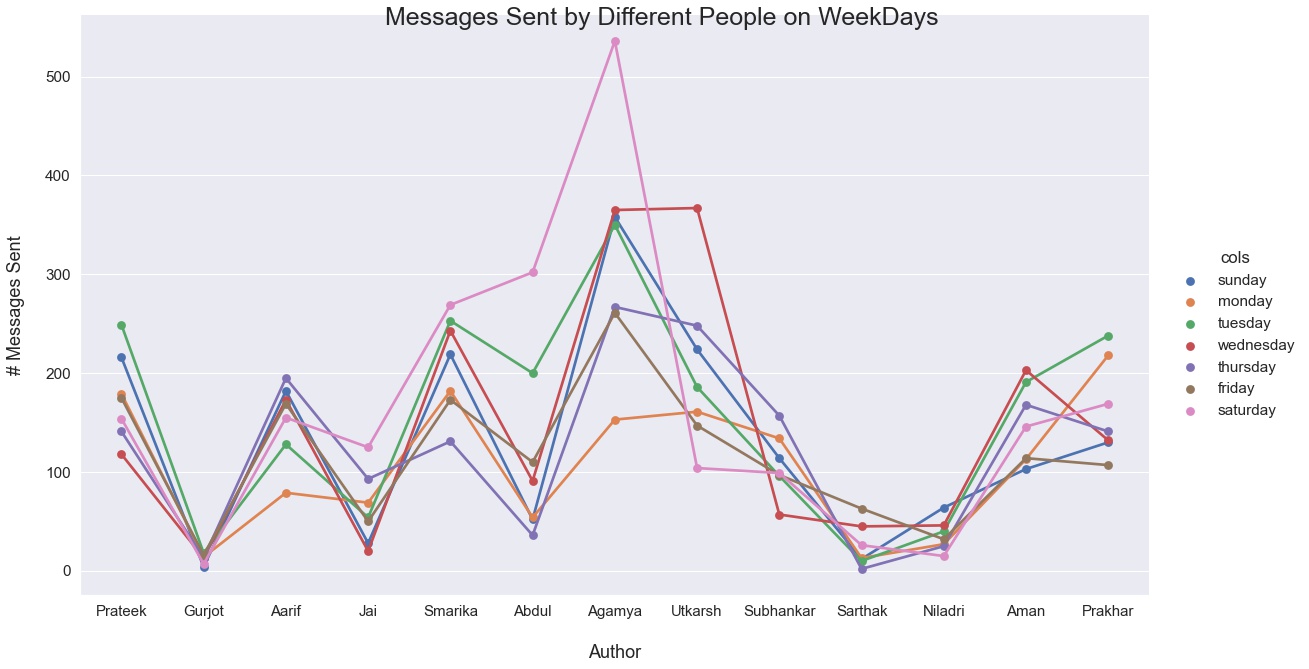 Messages Sent by Different People on WeekDays
# Messages Sent
500
400
300
200
100
0
Prateek Gurjot Aarif Jai Smarika Abdul Agamya Utkarsh Subhankar Sarthak Niladri Aman Prakhar
Author
cols
sunday
monday
tuesday
wednesday
thursday
friday
saturday